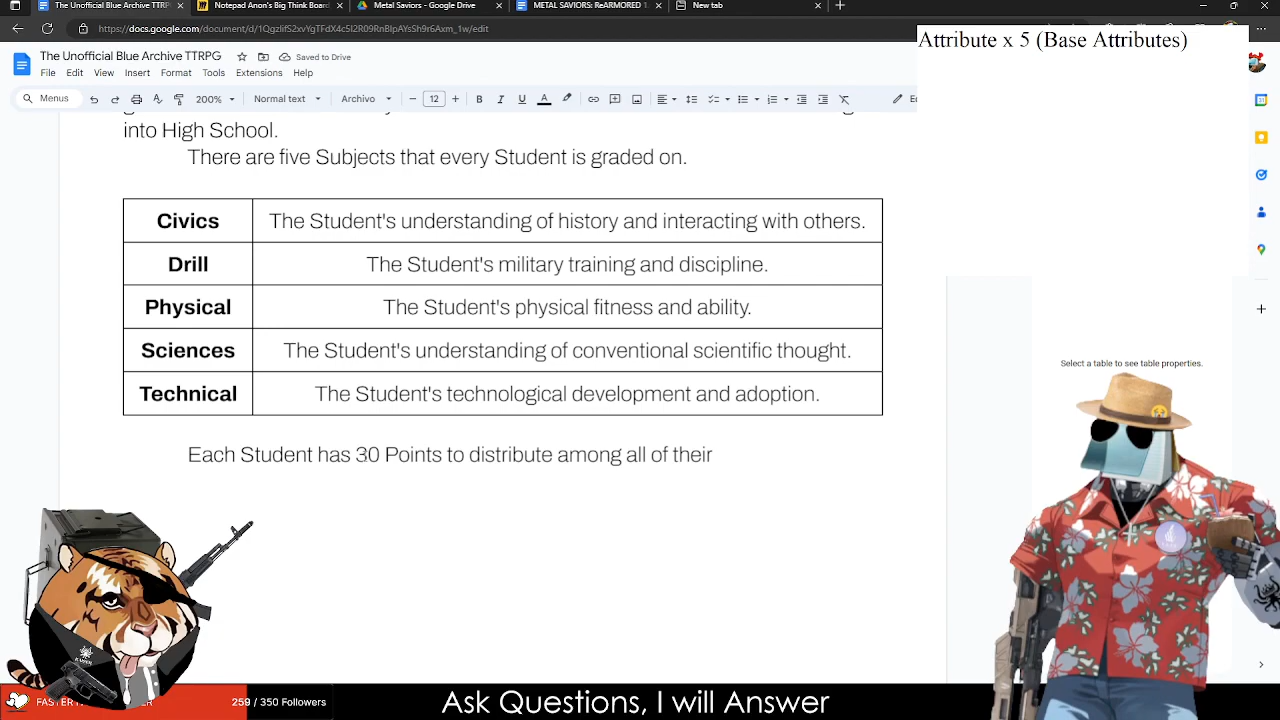 The Unofficial Blue Archive TTRP
Notepad Anon's Big Think Board
Metal Saviors - Google Drive
METAL SAVIORS: ReARMORED 1.
New tab
The Unofficial Blue Archive TTRPG
Saved to Drive
File Edit View Insert Format Tools Extensions Help
Menus 200% Normal text Archivo 12
Attribute x 5 (Base Attributes)
into High School.
There are five Subjects that every Student is graded on.
Civics The Student's understanding of history and interacting with others.
Drill The Student's military training and discipline.
Physical The Student's physical fitness and ability.
Sciences The Student's understanding of conventional scientific thought.
Technical The Student's technological development and adoption.
Each Student has 30 Points to distribute among all of their
Select a table to see table properties.
259 / 350 Followers
Ask Questions, I will Answer